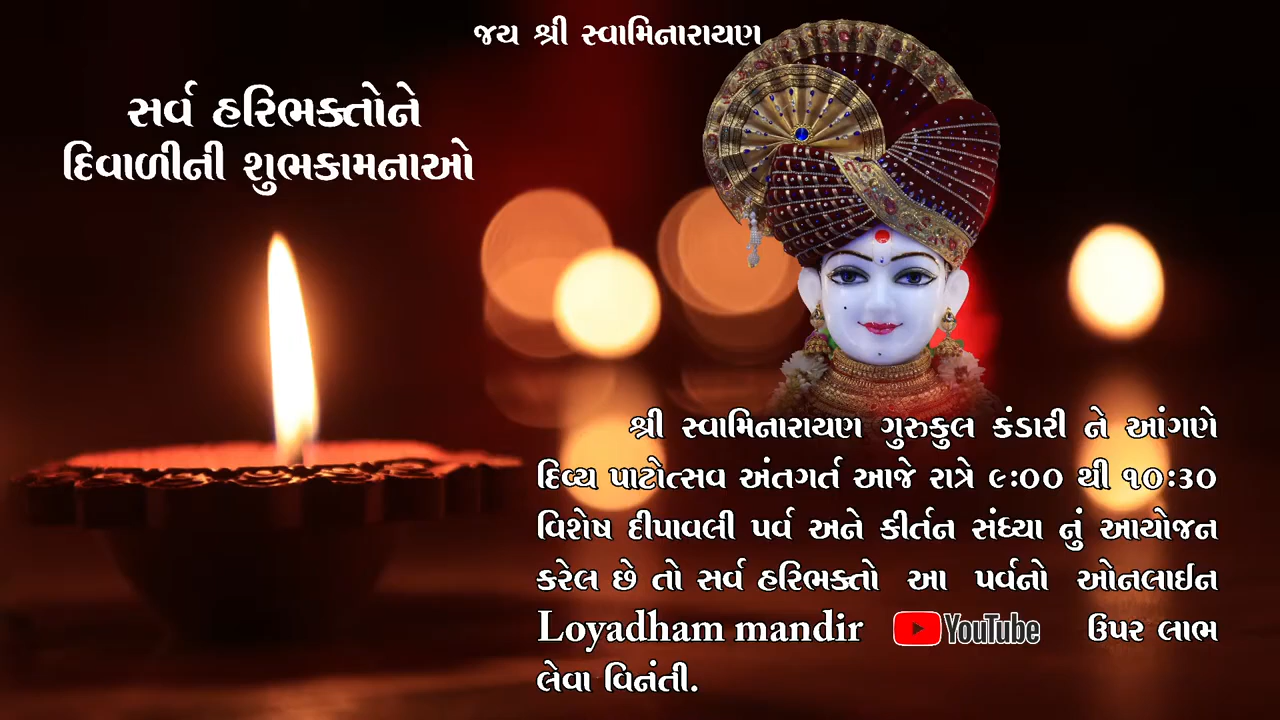 જય શ્રી સ્વામિનારાયણ
સર્વ હરિભક્તોને
દિવાળીની શુભકામનાઓ
શ્રી સ્વામિનારાયણ ગુરુકુલ કંડારી ને આંગણે
દિવ્ય પાટોત્સવ અંતગર્ત આજે રાત્રે ૯:૦૦ થી ૧૦:૩૦
વિશેષ દીપાવલી પર્વ અને કીર્તન સંધ્યા નું આયોજન
કરેલ છે તો સર્વ હરિભક્તો આ પર્વનો ઓનલાઈન
Loyadham mandir YouTube ઉપર લાભ
લેવા વિનંતી.